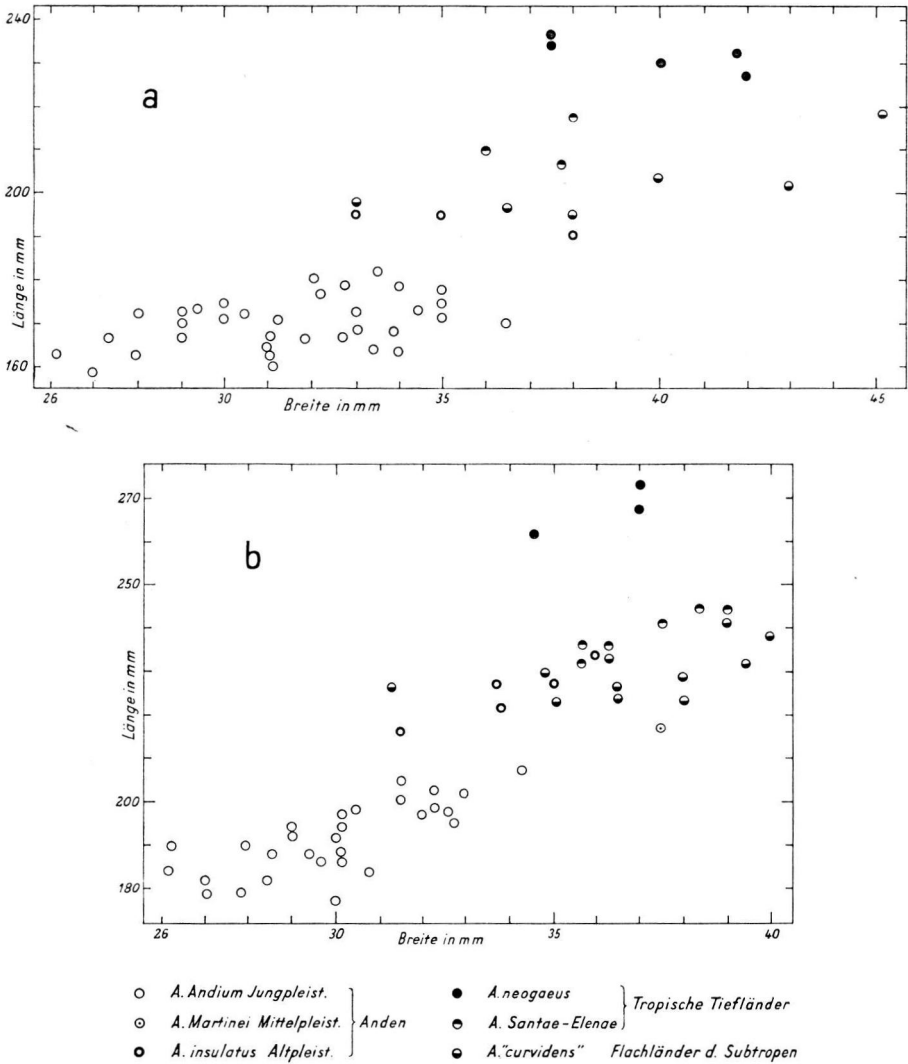 240
a
200
Länge in mm
160
26 30 35 40 45
Breite in mm
270
b
250
Länge in mm
200
180
26 30 35 40
Breite in mm
A. Andium Jungpleist.
A. Martinei Mittelpleist.
A. insulatus Altpleist.
Anden
A. neogaeus
A. Santae-Elenae
Tropische Tiefländer
A."curvidens" Flachländer d. Subtropen